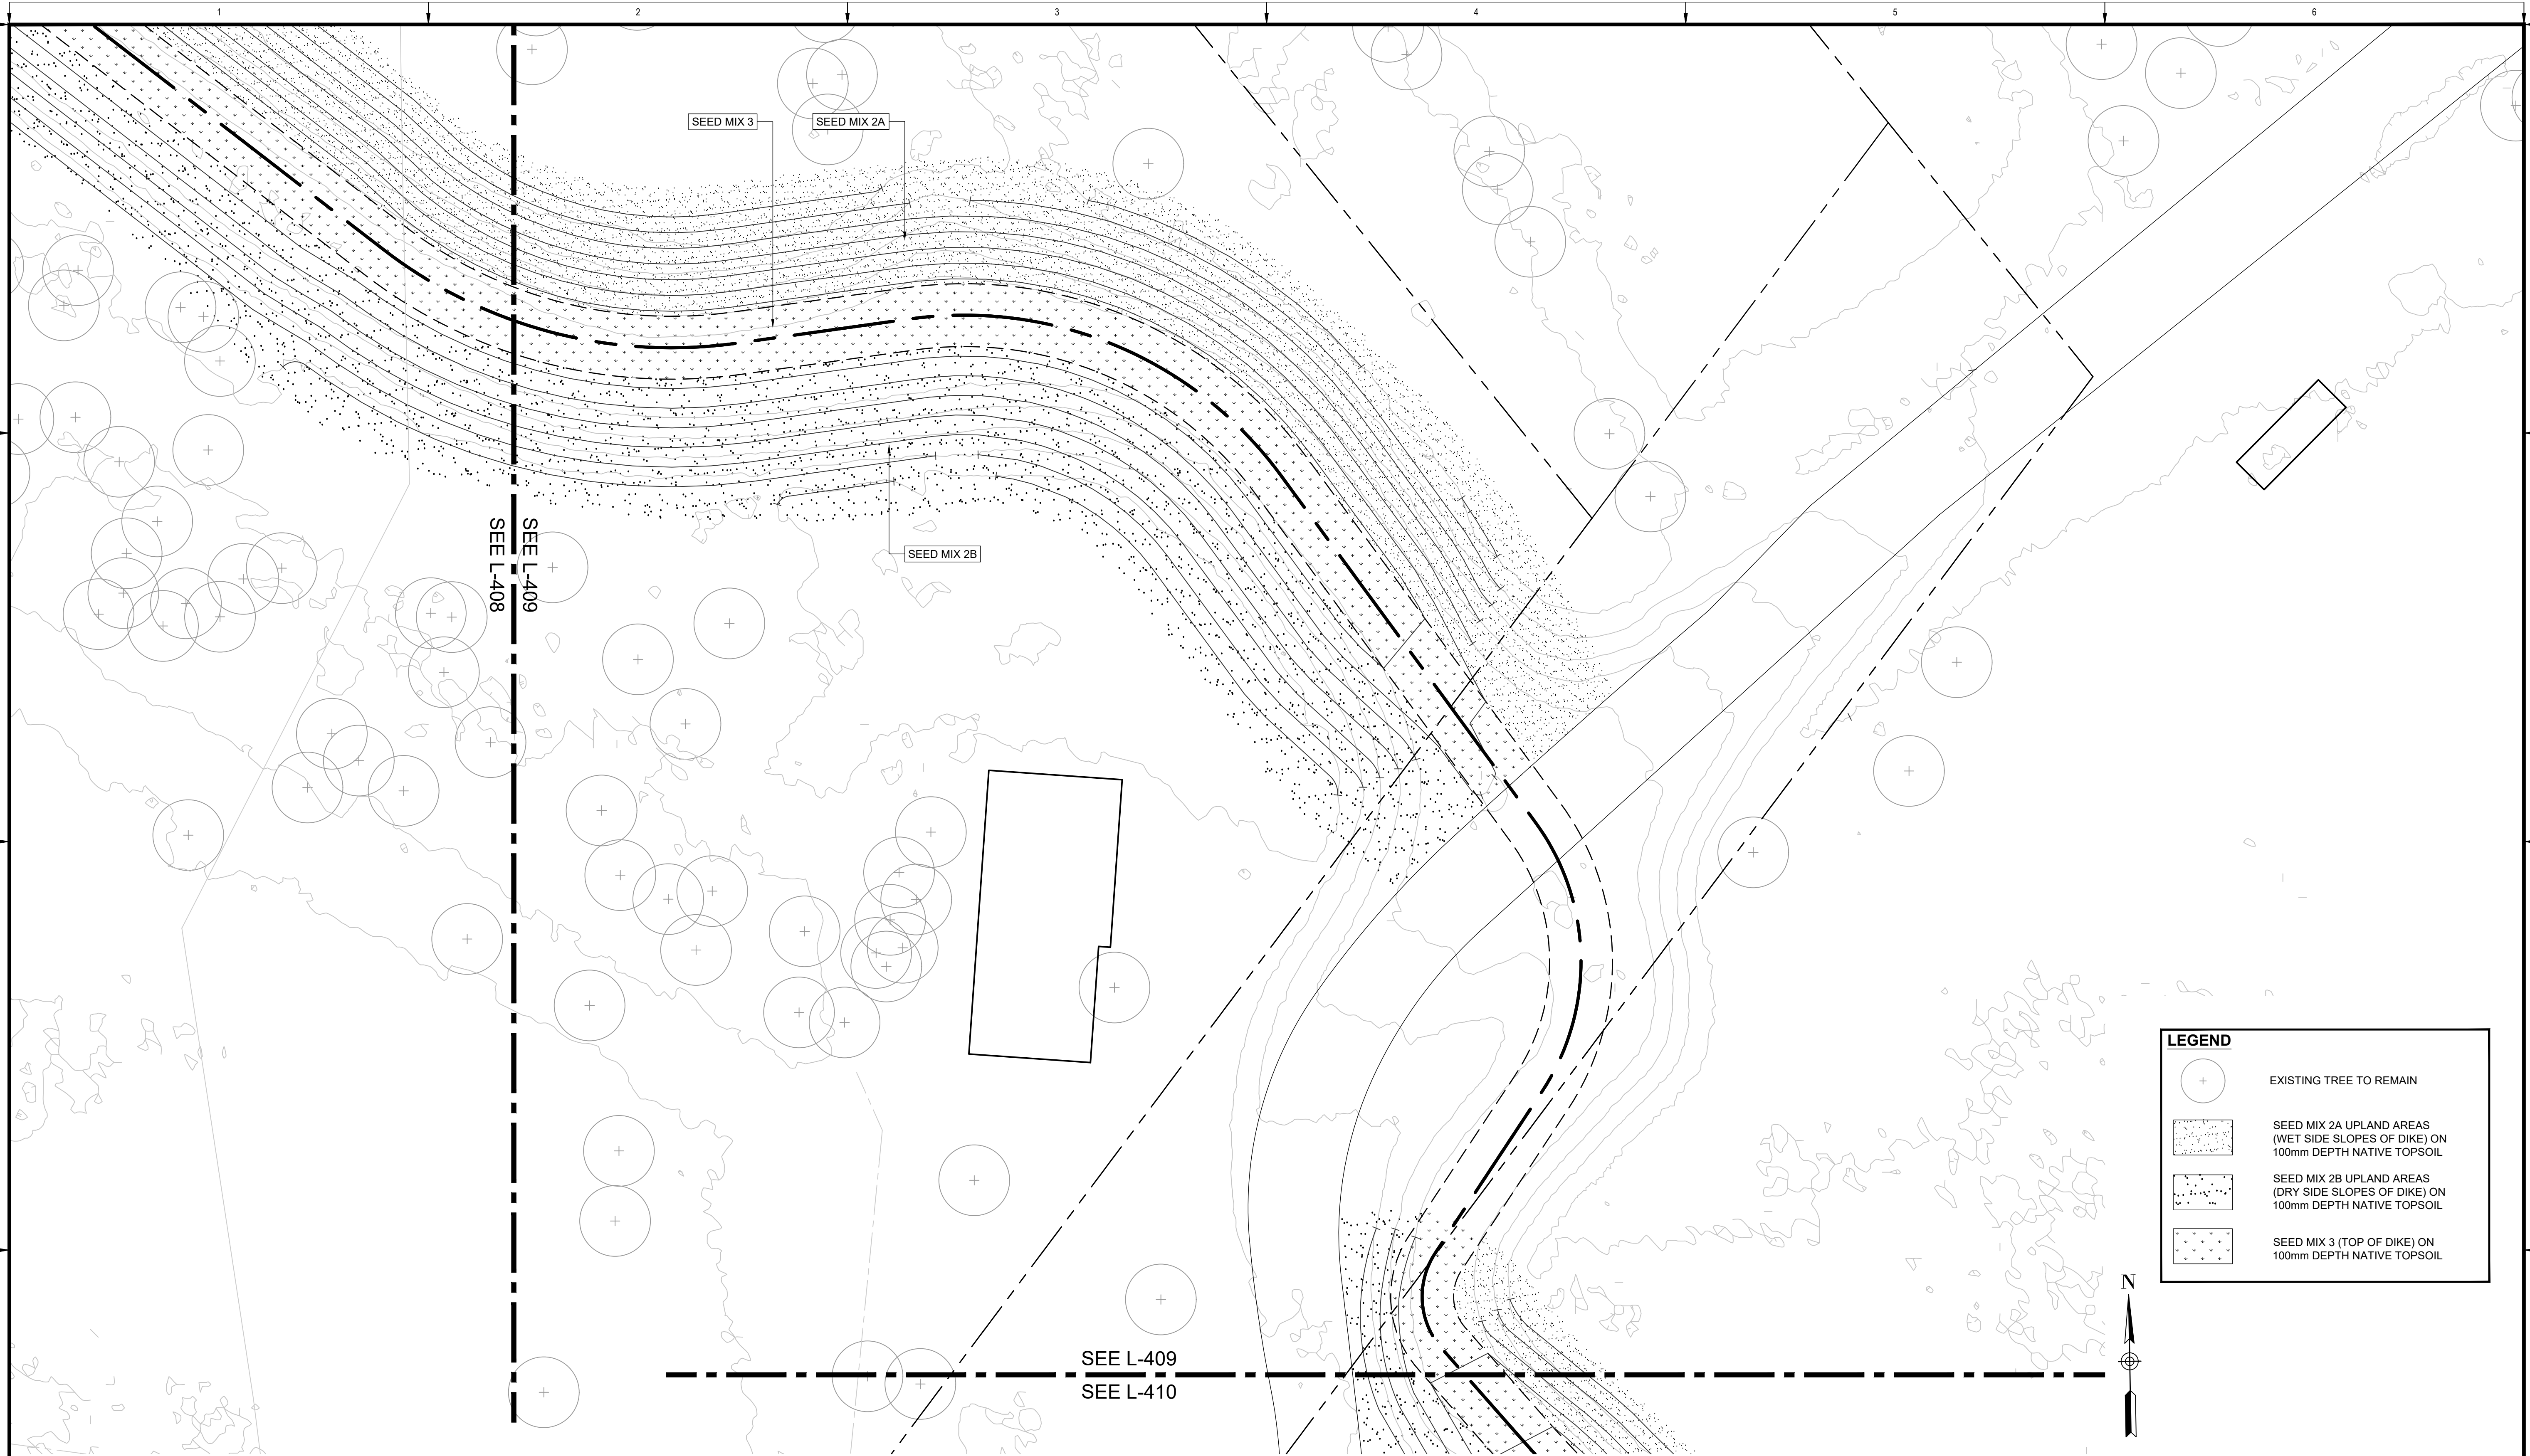 1
2
3
4
5
6
SEED MIX 3
SEED MIX 2A
SEED MIX 2B
SEE L-408
SEE L-409
SEE L-409
SEE L-410
LEGEND
EXISTING TREE TO REMAIN
SEED MIX 2A UPLAND AREAS
(WET SIDE SLOPES OF DIKE) ON
100mm DEPTH NATIVE TOPSOIL
SEED MIX 2B UPLAND AREAS
(DRY SIDE SLOPES OF DIKE) ON
100mm DEPTH NATIVE TOPSOIL
SEED MIX 3 (TOP OF DIKE) ON
100mm DEPTH NATIVE TOPSOIL
N